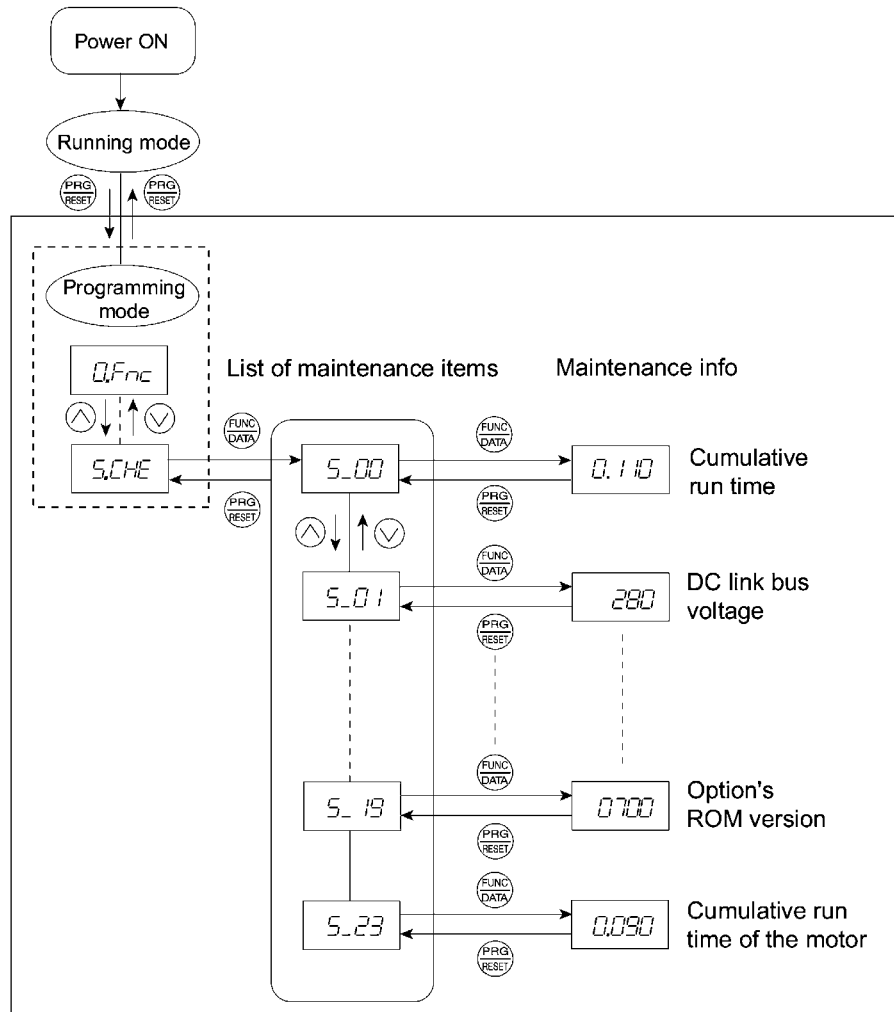 Power ON
Running mode
PRG
RESET
PRG
RESET
Programming
mode
0.Fnc
List of maintenance items
Maintenance info
FUNC
DATA
FUNC
DATA
5.CHE
5_00
0.110
Cumulative
run time
PRG
RESET
PRG
RESET
FUNC
DATA
5_01
280
DC link bus
voltage
PRG
RESET
FUNC
DATA
5_19
0700
Option's
ROM version
PRG
RESET
FUNC
DATA
5_23
0.090
Cumulative run
time of the motor
PRG
RESET